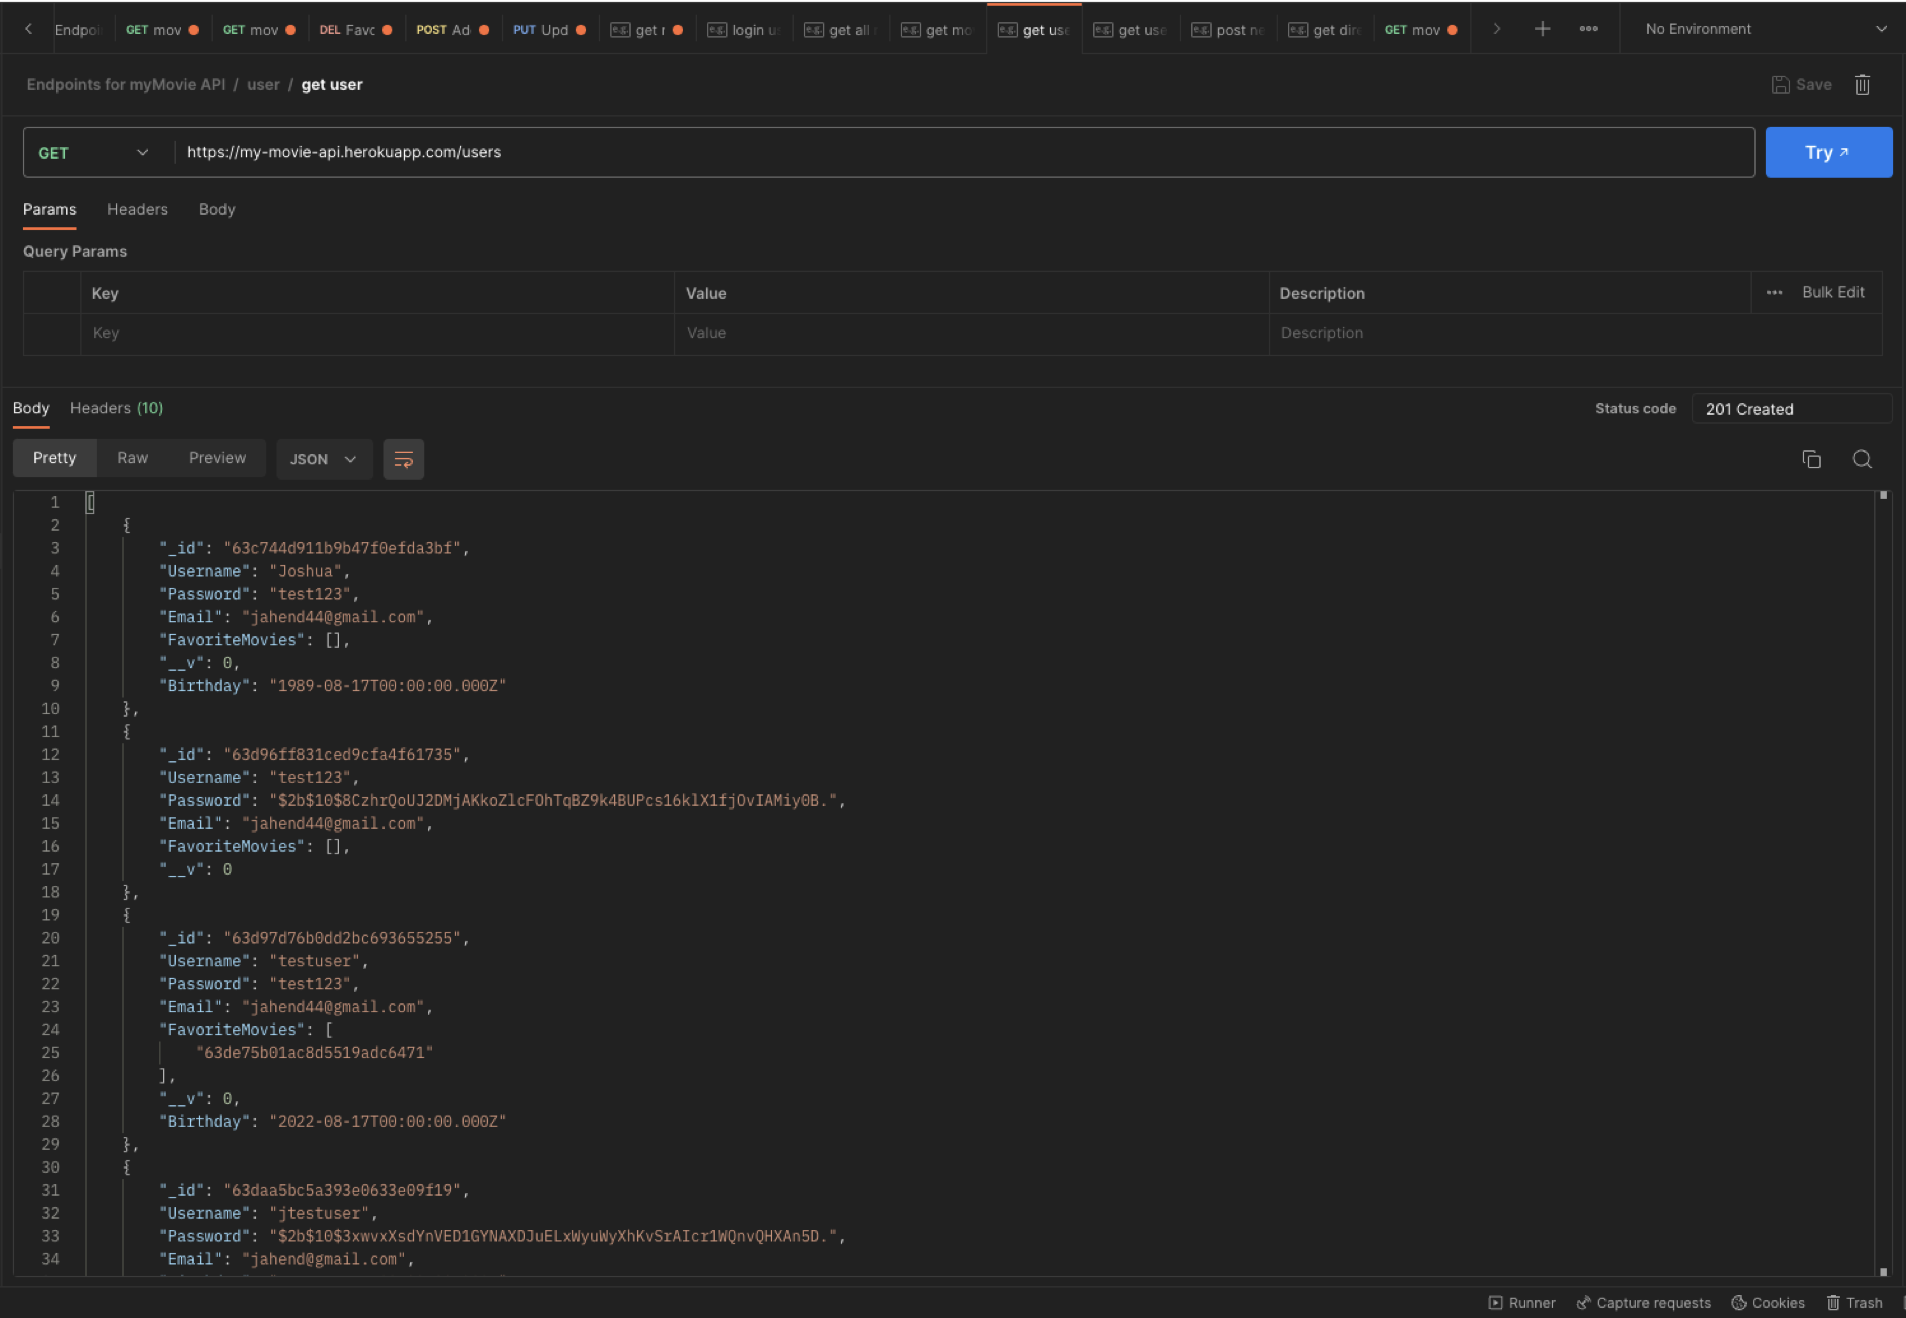 Endpoi GET mov GET mov DEL Favc POST Ad PUT Upd e.g. get r e.g. login us e.g. get all e.g. get mo e.g. get use e.g. get use e.g. post ne e.g. get dire GET mov No Environment
Endpoints for myMovie API / user / get user Save
GET https://my-movie-api.herokuapp.com/users Try
Params Headers Body
Query Params
Key Value Description Bulk Edit
Key Value Description
Body Headers (10) Status code 201 Created
Pretty Raw Preview JSON
1 [
2 {
3 "_id": "63c744d911b9b47f0efda3bf",
4 "Username": "Joshua",
5 "Password": "test123",
6 "Email": "jahend44@gmail.com",
7 "FavoriteMovies": [],
8 "__v": 0,
9 "Birthday": "1989-08-17T00:00:00.000Z"
10 },
11 {
12 "_id": "63d96ff831ced9cfa4f61735",
13 "Username": "test123",
14 "Password": "$2b$10$8CzhrQoUJ2DMjAKkoZlcFOhTqBZ9k4BUPcs16klX1fjOvIAMiy0B.",
15 "Email": "jahend44@gmail.com",
16 "FavoriteMovies": [],
17 "__v": 0
18 },
19 {
20 "_id": "63d97d76b0dd2bc693655255",
21 "Username": "testuser",
22 "Password": "test123",
23 "Email": "jahend44@gmail.com",
24 "FavoriteMovies": [
25 "63de75b01ac8d5519adc6471"
26 ],
27 "__v": 0,
28 "Birthday": "2022-08-17T00:00:00.000Z"
29 },
30 {
31 "_id": "63daa5bc5a393e0633e09f19",
32 "Username": "jtestuser",
33 "Password": "$2b$10$3xwvxXsdYnVED1GYNAXDJuELxWyuWyXhKvSrAIcr1WQnvQHXAn5D.",
34 "Email": "jahend@gmail.com",
Runner Capture requests Cookies Trash